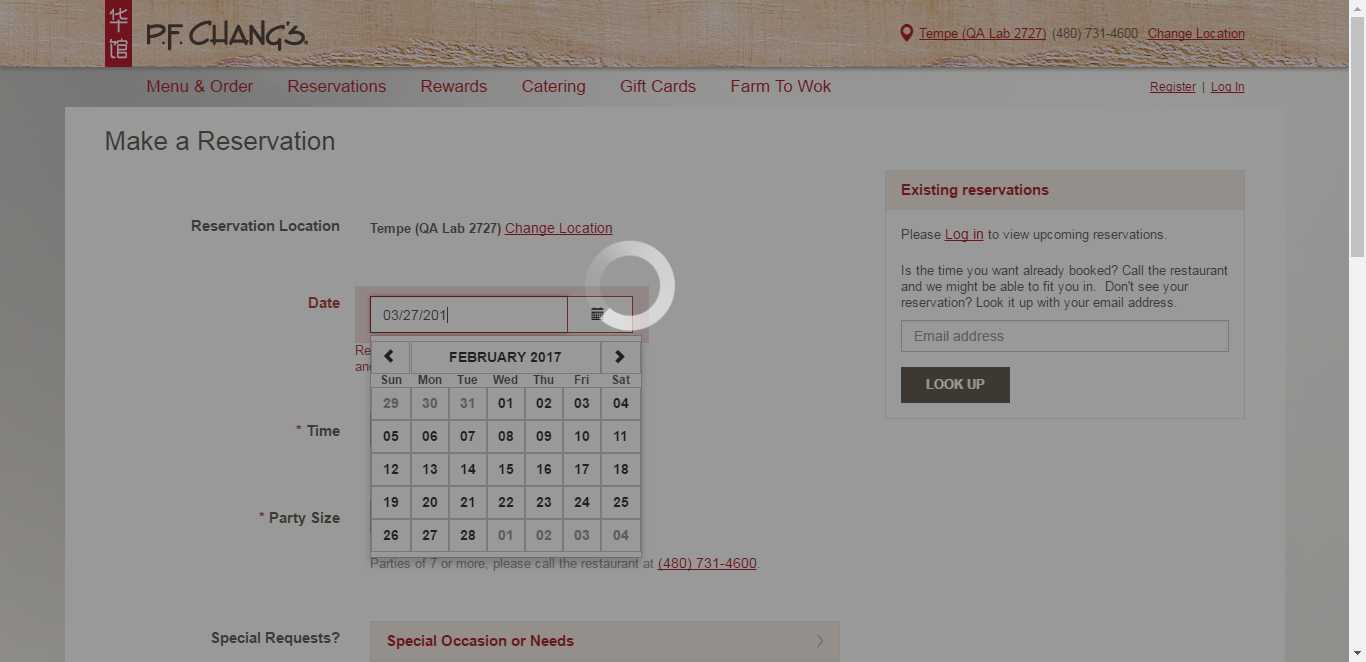 华
馆
P.F. CHANG'S.
Tempe (QA Lab 2727) (480) 731-4600 Change Location
Menu & Order Reservations Rewards Catering Gift Cards Farm To Wok
Register | Log In
Make a Reservation
Reservation Location
Tempe (QA Lab 2727) Change Location
Date
03/27/201
Re
an
FEBRUARY 2017
Sun Mon Tue Wed Thu Fri Sat
29 30 31 01 02 03 04
05 06 07 08 09 10 11
12 13 14 15 16 17 18
19 20 21 22 23 24 25
26 27 28 01 02 03 04
* Time
* Party Size
Parties of 7 or more, please call the restaurant at (480) 731-4600.
Special Requests?
Special Occasion or Needs
Existing reservations
Please Log in to view upcoming reservations.
Is the time you want already booked? Call the restaurant
and we might be able to fit you in. Don't see your
reservation? Look it up with your email address.
Email address
LOOK UP